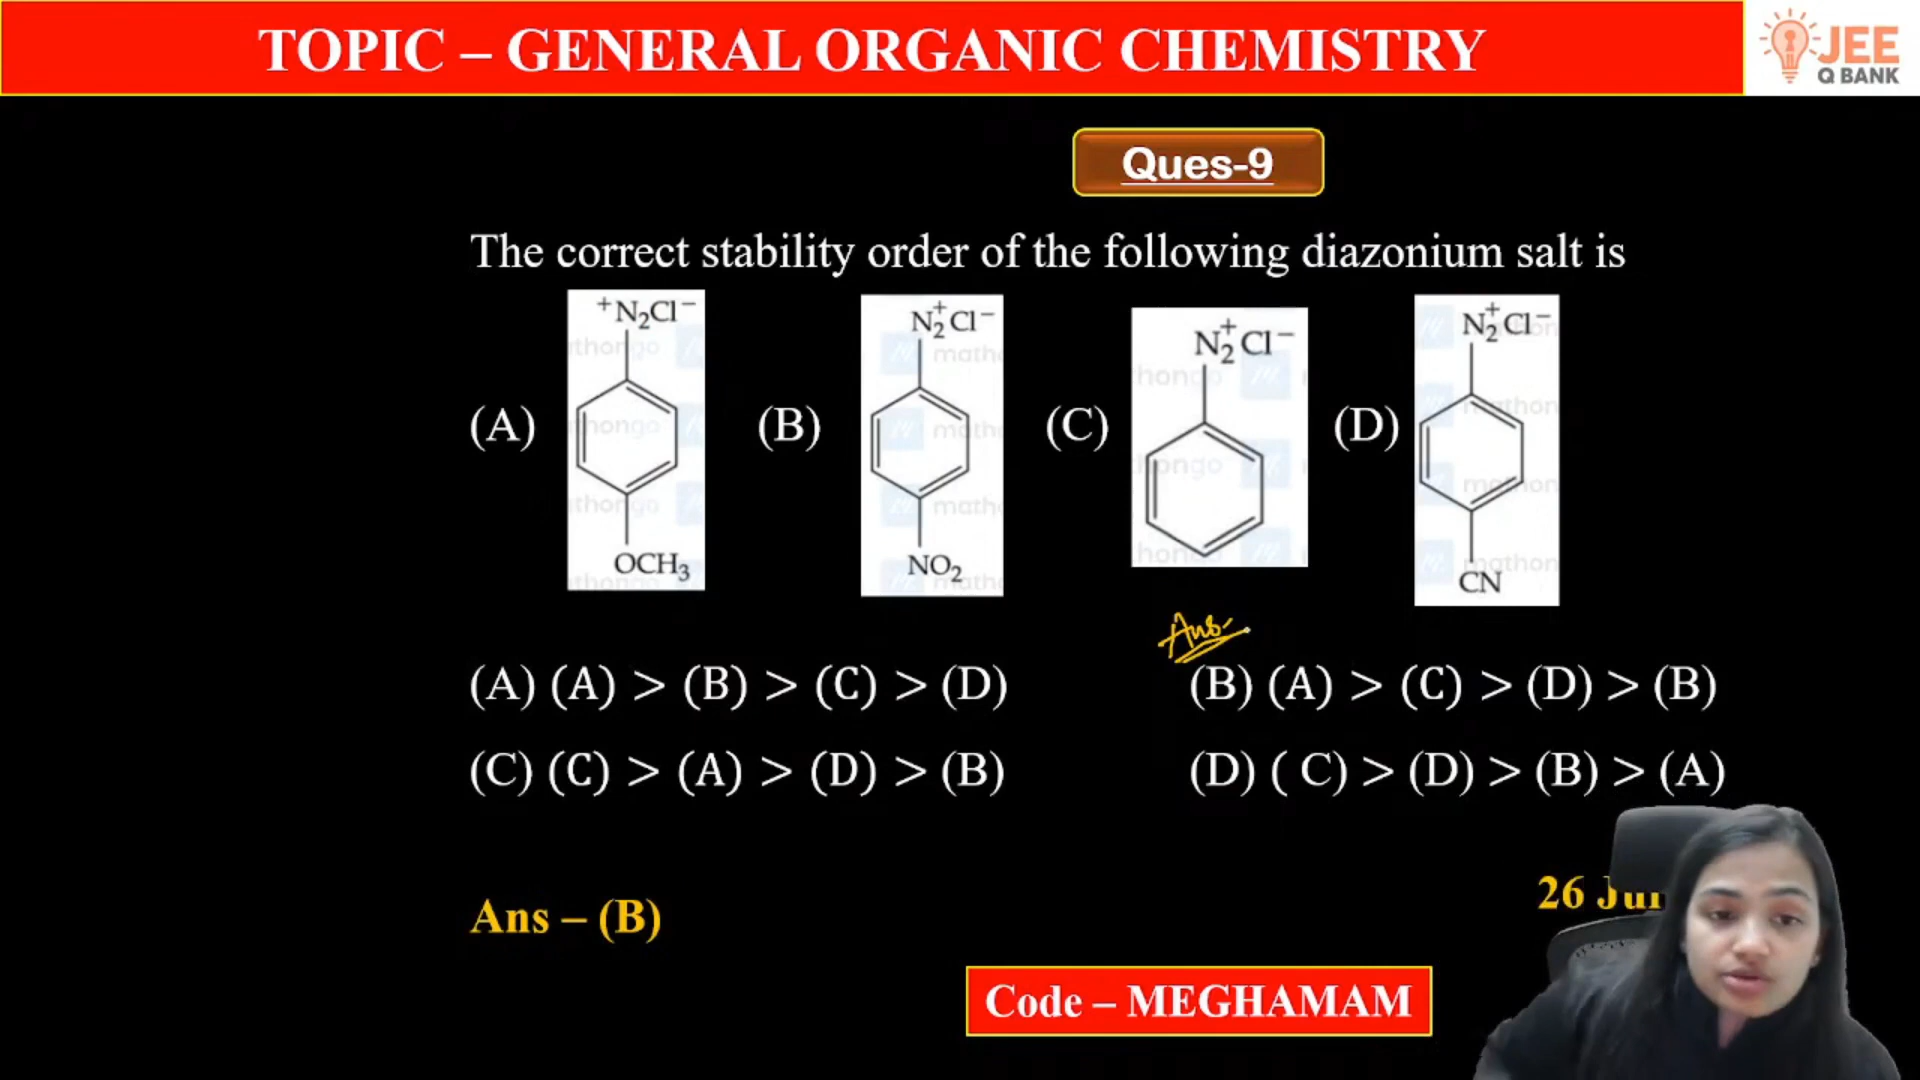 TOPIC – GENERAL ORGANIC CHEMISTRY
JEE
Q BANK
Ques-9
The correct stability order of the following diazonium salt is
(A) ⁺N₂Cl⁻ OCH₃ (B) N₂⁺Cl⁻ NO₂ (C) N₂⁺Cl⁻ (D) N₂⁺Cl⁻ CN
Ans-
(A) (A) > (B) > (C) > (D) (B) (A) > (C) > (D) > (B)
(C) (C) > (A) > (D) > (B) (D) ( C) > (D) > (B) > (A)
26
Ans – (B)
Code – MEGHAMAM